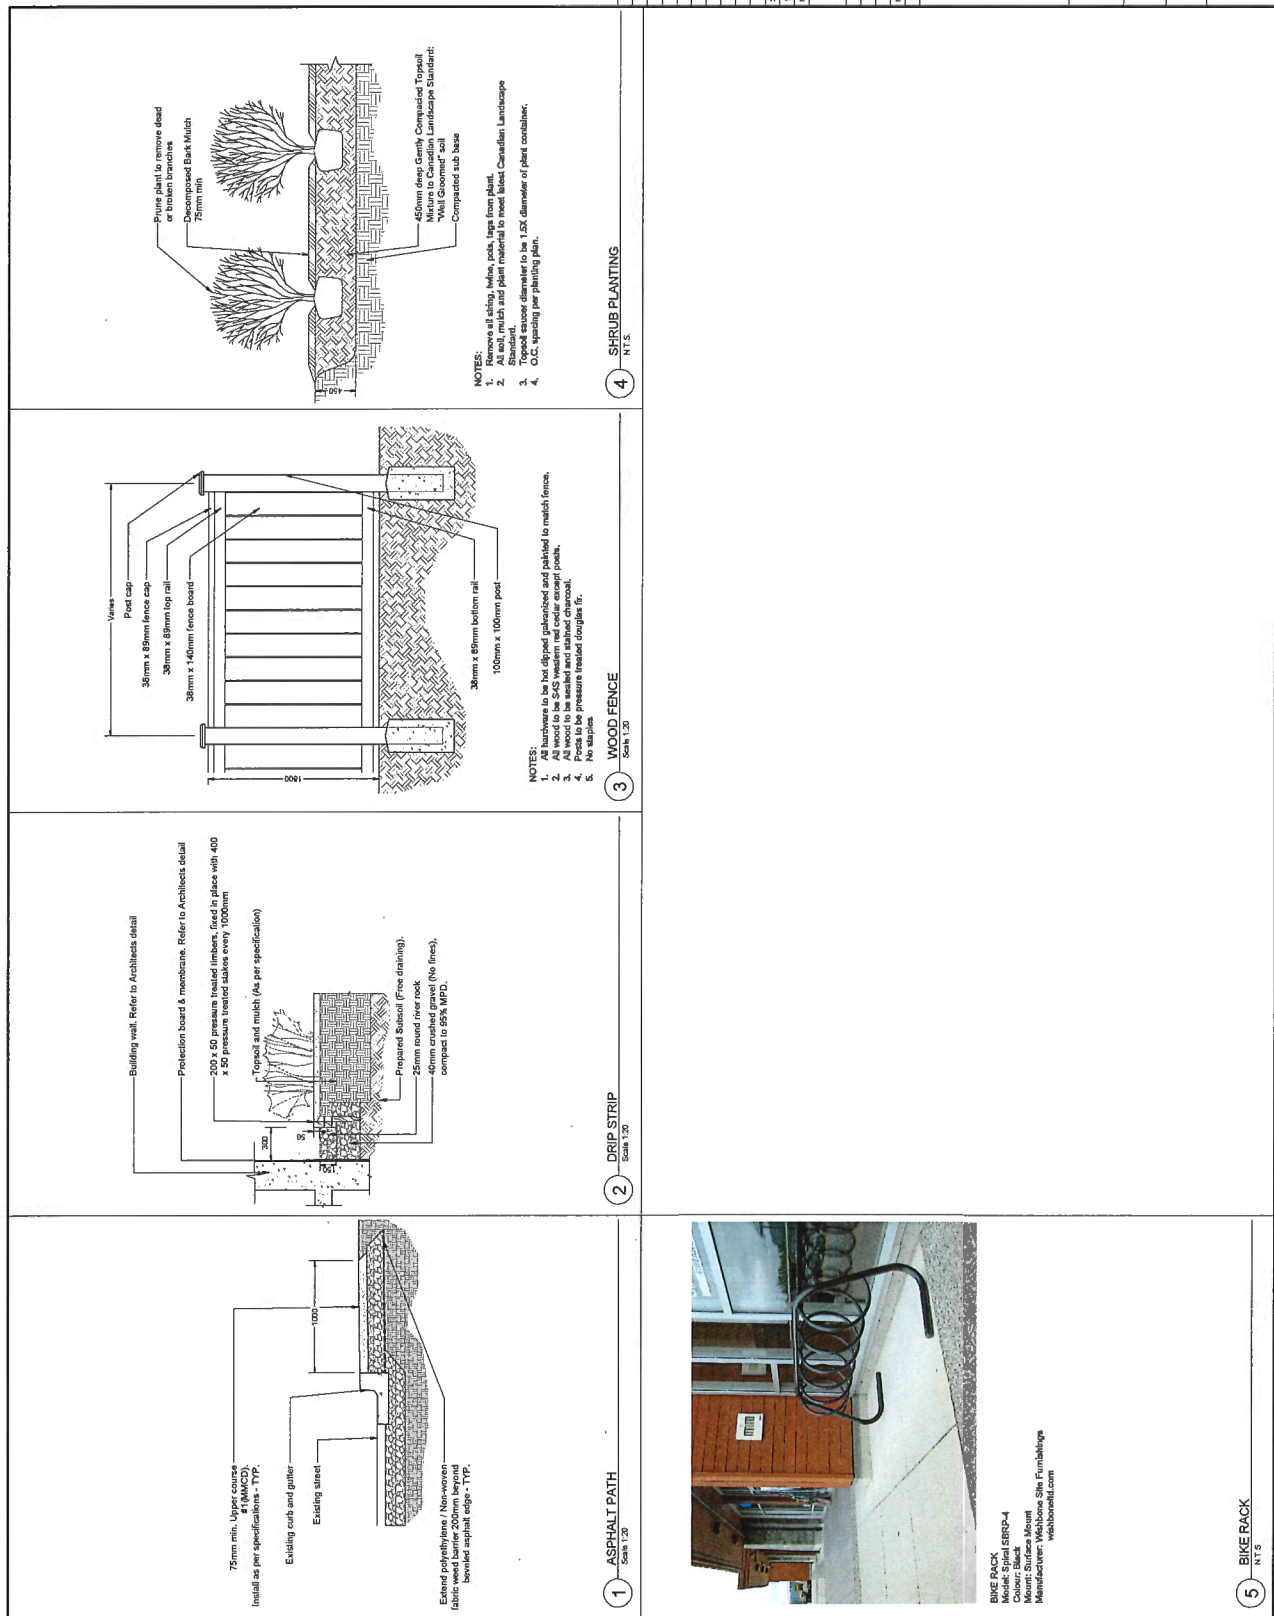 75mm min. Upper course
#1(MMCD).
Install as per specifications - TYP.
Existing curb and gutter
Existing street
1000
Extend polyethylene / Non-woven
fabric weed barrier 200mm beyond
beveled asphalt edge - TYP.
1
ASPHALT PATH
Scale 1:20
Building wall. Refer to Architects detail
Protection board & membrane. Refer to Architects detail
200 x 50 pressure treated timbers, fixed in place with 400
x 50 pressure treated stakes every 1000mm
Topsoil and mulch (As per specification)
300
50
150
Prepared Subsoil (Free draining).
25mm round river rock
40mm crushed gravel (No fines),
compact to 95% MPD.
2
DRIP STRIP
Scale 1:20
Varies
Post cap
38mm x 89mm fence cap
38mm x 89mm top rail
38mm x 140mm fence board
1800
38mm x 89mm bottom rail
100mm x 100mm post
NOTES:
1. All hardware to be hot dipped galvanized and painted to match fence.
2. All wood to be S4S western red cedar except posts.
3. All wood to be sealed and stained charcoal.
4. Posts to be pressure treated douglas fir.
5. No staples
3
WOOD FENCE
Scale 1:20
Prune plant to remove dead
or broken branches
Decomposed Bark Mulch
75mm min
450
450mm deep Gently Compacted Topsoil
Mixture to Canadian Landscape Standard:
"Well Groomed" soil
Compacted sub base
NOTES:
1. Remove all string, twine, pots, tags from plant.
2. All soil, mulch and plant material to meet latest Canadian Landscape
Standard.
3. Topsoil saucer diameter to be 1.5X diameter of plant container.
4. O.C. spacing per planting plan.
4
SHRUB PLANTING
N.T.S.
BIKE RACK
Model: Spiral SBRP-4
Colour: Black
Mount: Surface Mount
Manufacturer: Wishbone Site Furnishings
wishboneltd.com
5
BIKE RACK
N T S